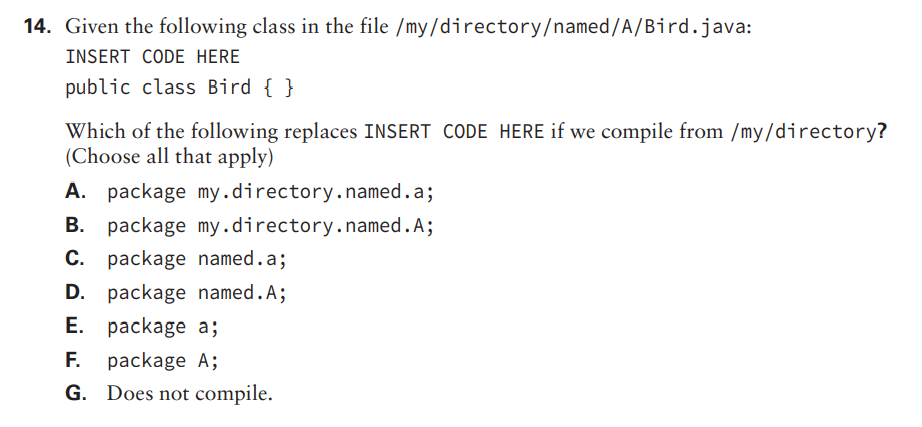 14. Given the following class in the file /my/directory/named/A/Bird.java:
INSERT CODE HERE
public class Bird { }
Which of the following replaces INSERT CODE HERE if we compile from /my/directory?
(Choose all that apply)
A. package my.directory.named.a;
B. package my.directory.named.A;
C. package named.a;
D. package named.A;
E. package a;
F. package A;
G. Does not compile.